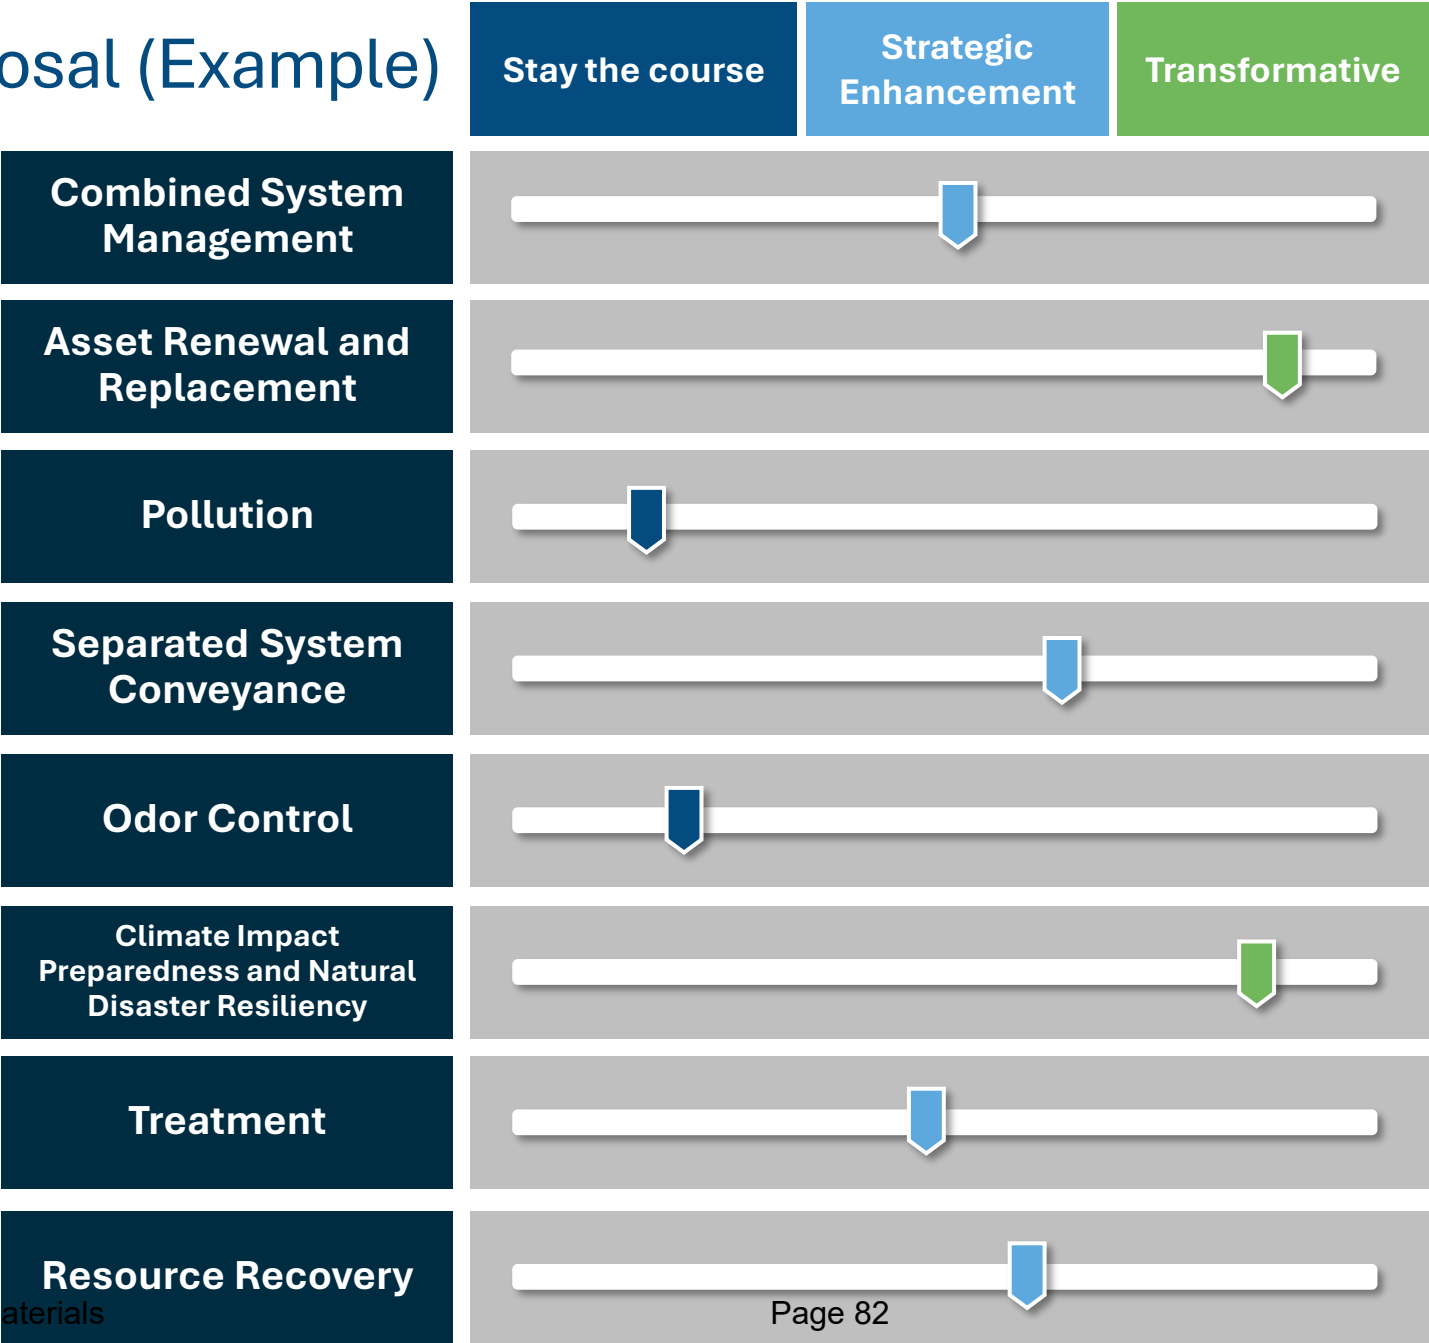 osal (Example)
Stay the course
Strategic
Enhancement
Transformative
Combined System
Management
Asset Renewal and
Replacement
Pollution
Separated System
Conveyance
Odor Control
Climate Impact
Preparedness and Natural
Disaster Resiliency
Treatment
Resource Recovery
aterials
Page 82